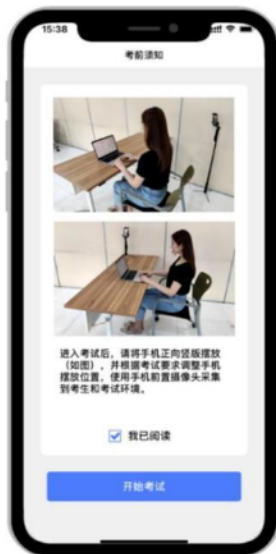 15:38
考前须知
进入考试后，请将手机正向竖版摆放
（如图），并根据考试要求调整手机
摆放位置，使用手机前置摄像头采集
到考生和考试环境。
我已阅读
开始考试